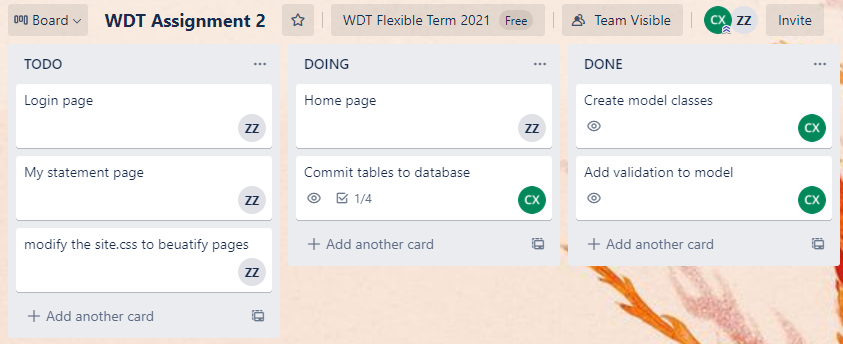 Board WDT Assignment 2 WDT Flexible Term 2021 Free Team Visible CX ZZ Invite
TODO
Login page
ZZ
My statement page
ZZ
modify the site.css to beuatify pages
ZZ
+ Add another card
DOING
Home page
ZZ
Commit tables to database
1/4 CX
+ Add another card
DONE
Create model classes
CX
Add validation to model
CX
+ Add another card